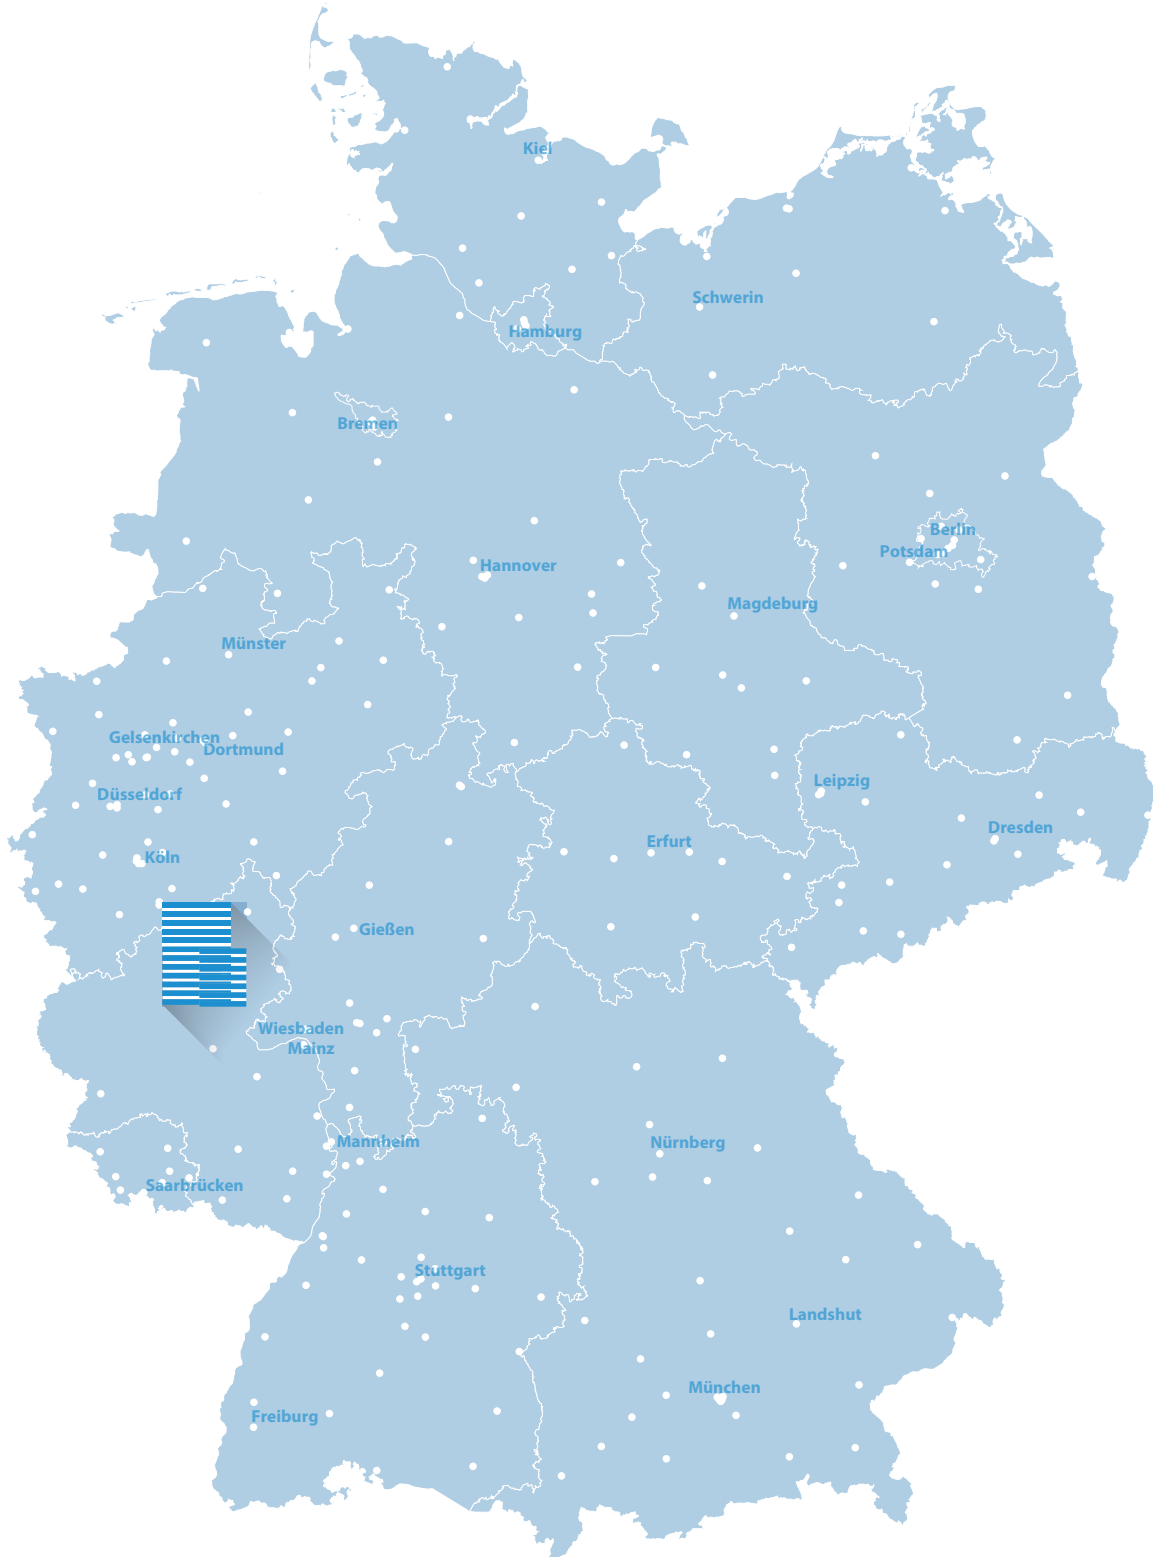 Kiel
Schwerin
Hamburg
Bremen
Berlin
Potsdam
Hannover
Magdeburg
Münster
Gelsenkirchen
Dortmund
Leipzig
Düsseldorf
Dresden
Erfurt
Köln
Gießen
Wiesbaden
Mainz
Mannheim
Nürnberg
Saarbrücken
Stuttgart
Landshut
München
Freiburg